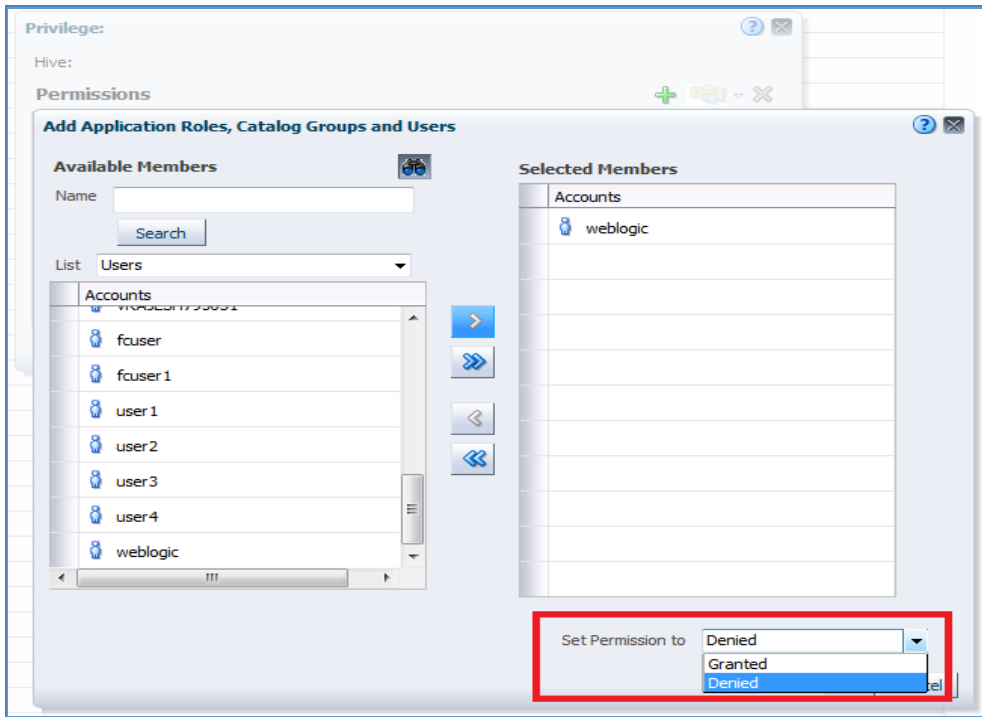 Privilege:
Hive:
Permissions
Add Application Roles, Catalog Groups and Users
Available Members
Name
Search
List Users
Accounts
fcuser
fcuser1
user1
user2
user3
user4
weblogic
Selected Members
Accounts
weblogic
Set Permission to Denied
Granted
Denied